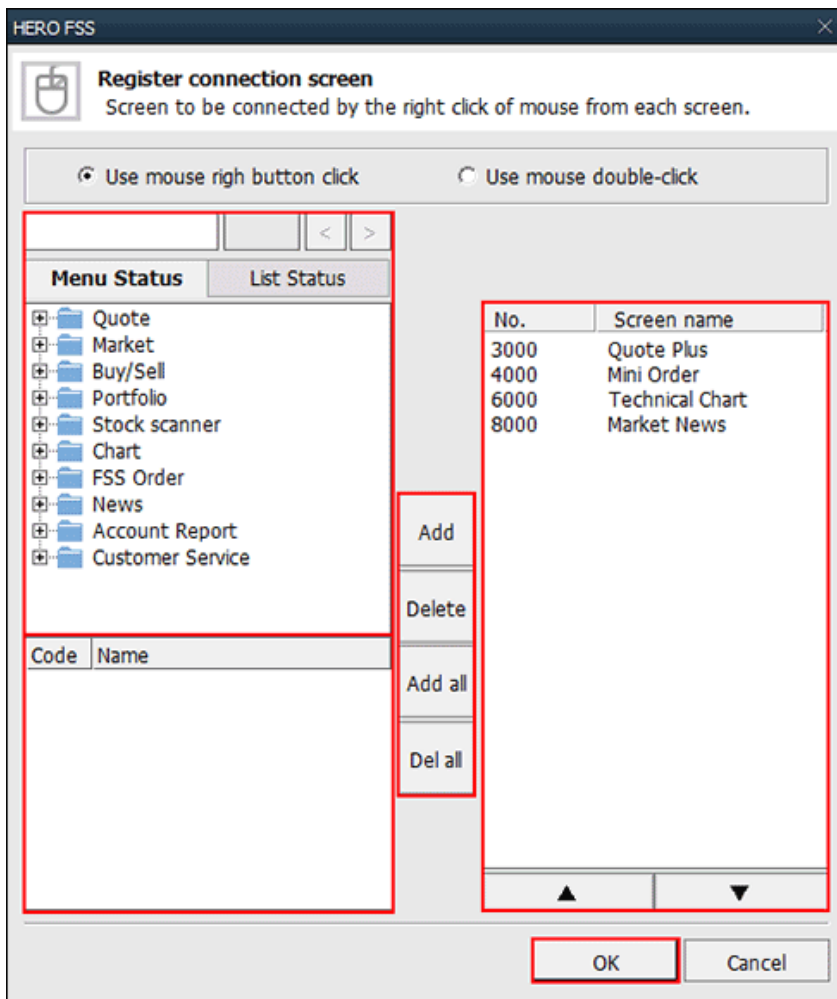 HERO FSS
Register connection screen
Screen to be connected by the right click of mouse from each screen.
Use mouse righ button click Use mouse double-click
< >
Menu Status List Status
Quote
Market
Buy/Sell
Portfolio
Stock scanner
Chart
FSS Order
News
Account Report
Customer Service
Code Name
Add
Delete
Add all
Del all
No. Screen name
3000 Quote Plus
4000 Mini Order
6000 Technical Chart
8000 Market News
▲ ▼
OK Cancel